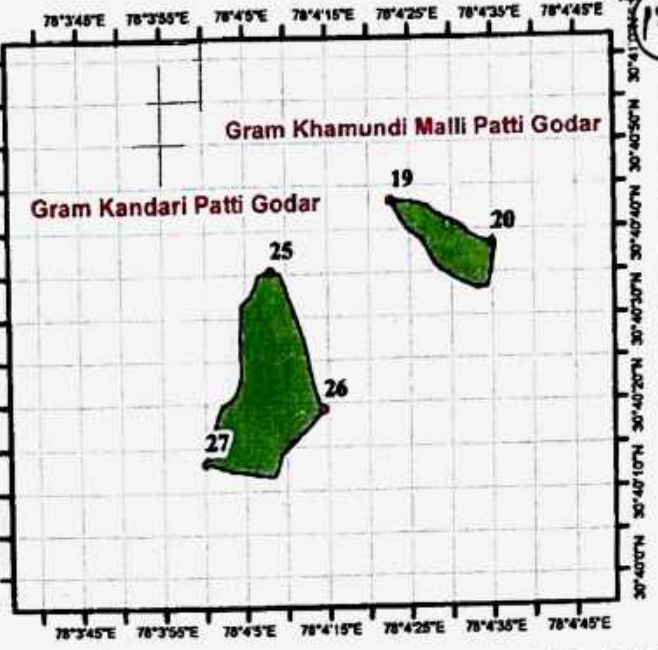 78°3'45"E 78°3'55"E 78°4'5"E 78°4'15"E 78°4'25"E 78°4'35"E 78°4'45"E
Gram Khamundi Malli Patti Godar
30°40'50"N
19
Gram Kandari Patti Godar
30°40'40"N
20
25
30°40'30"N
30°40'20"N
26
27
30°40'10"N
30°40'0"N
78°3'45"E 78°3'55"E 78°4'5"E 78°4'15"E 78°4'25"E 78°4'35"E 78°4'45"E